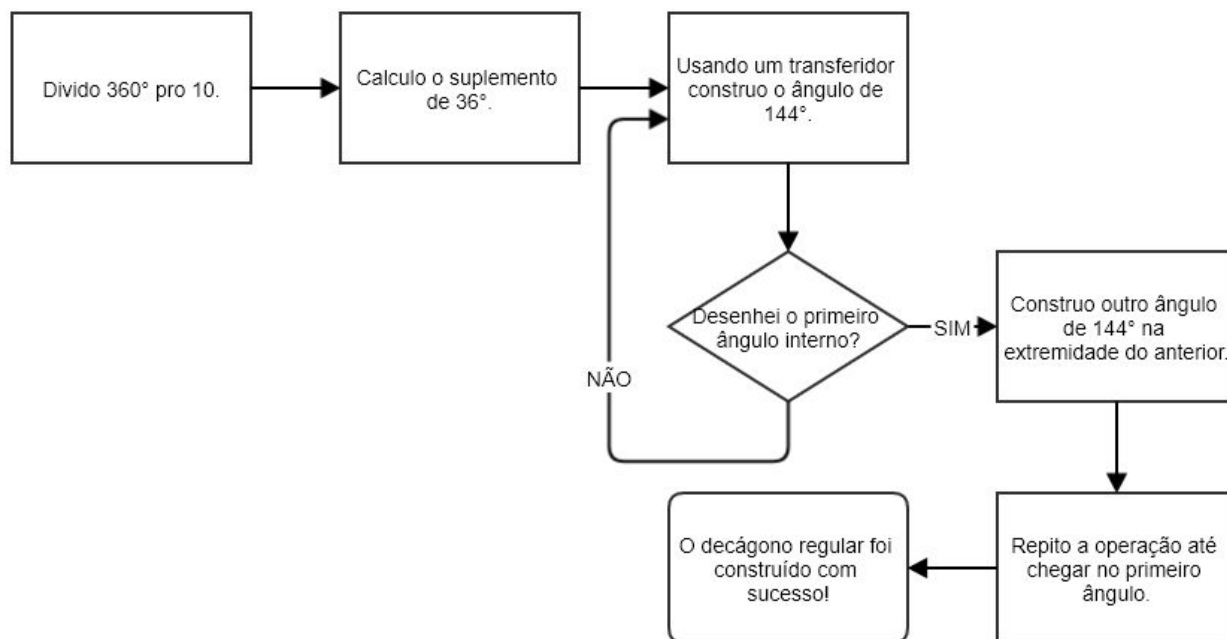 Divido 360° pro 10.
Calculo o suplemento
de 36°.
Usando um transferidor
construo o ângulo de
144°.
Desenhei o primeiro
ângulo interno?
SIM
Construo outro ângulo
de 144° na
extremidade do anterior.
NÃO
O decágono regular foi
construído com
sucesso!
Repito a operação até
chegar no primeiro
ângulo.